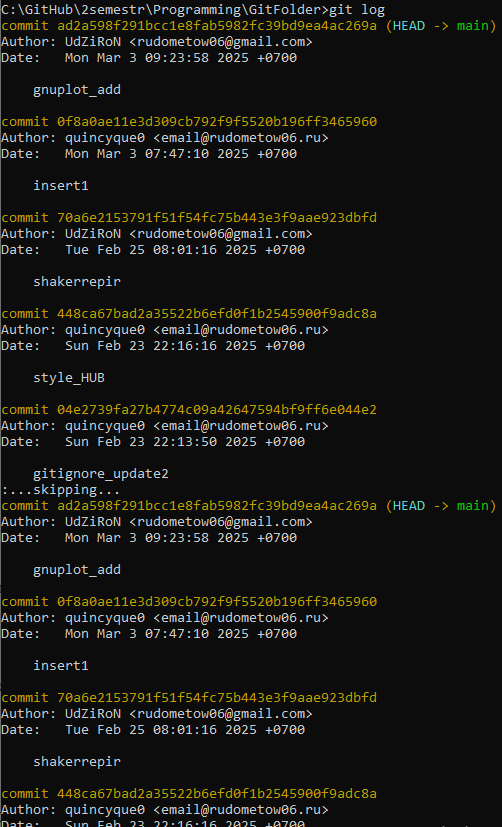 C:\GitHub\2semestr\Programming\GitFolder>git log
commit ad2a598f291bcc1e8fab5982fc39bd9ea4ac269a (HEAD -> main)
Author: UdZiRoN <rudometow06@gmail.com>
Date:   Mon Mar 3 09:23:58 2025 +0700
    gnuplot_add
commit 0f8a0ae11e3d309cb792f9f5520b196ff3465960
Author: quincyque0 <email@rudometow06.ru>
Date:   Mon Mar 3 07:47:10 2025 +0700
    insert1
commit 70a6e2153791f51f54fc75b443e3f9aae923dbfd
Author: UdZiRoN <rudometow06@gmail.com>
Date:   Tue Feb 25 08:01:16 2025 +0700
    shakerrepir
commit 448ca67bad2a35522b6efd0f1b2545900f9adc8a
Author: quincyque0 <email@rudometow06.ru>
Date:   Sun Feb 23 22:16:16 2025 +0700
    style_HUB
commit 04e2739fa27b4774c09a42647594bf9ff6e044e2
Author: quincyque0 <email@rudometow06.ru>
Date:   Sun Feb 23 22:13:50 2025 +0700
    gitignore_update2
:...skipping...
commit ad2a598f291bcc1e8fab5982fc39bd9ea4ac269a (HEAD -> main)
Author: UdZiRoN <rudometow06@gmail.com>
Date:   Mon Mar 3 09:23:58 2025 +0700
    gnuplot_add
commit 0f8a0ae11e3d309cb792f9f5520b196ff3465960
Author: quincyque0 <email@rudometow06.ru>
Date:   Mon Mar 3 07:47:10 2025 +0700
    insert1
commit 70a6e2153791f51f54fc75b443e3f9aae923dbfd
Author: UdZiRoN <rudometow06@gmail.com>
Date:   Tue Feb 25 08:01:16 2025 +0700
    shakerrepir
commit 448ca67bad2a35522b6efd0f1b2545900f9adc8a
Author: quincyque0 <email@rudometow06.ru>
Date:   Sun Feb 23 22:16:16 2025 +0700